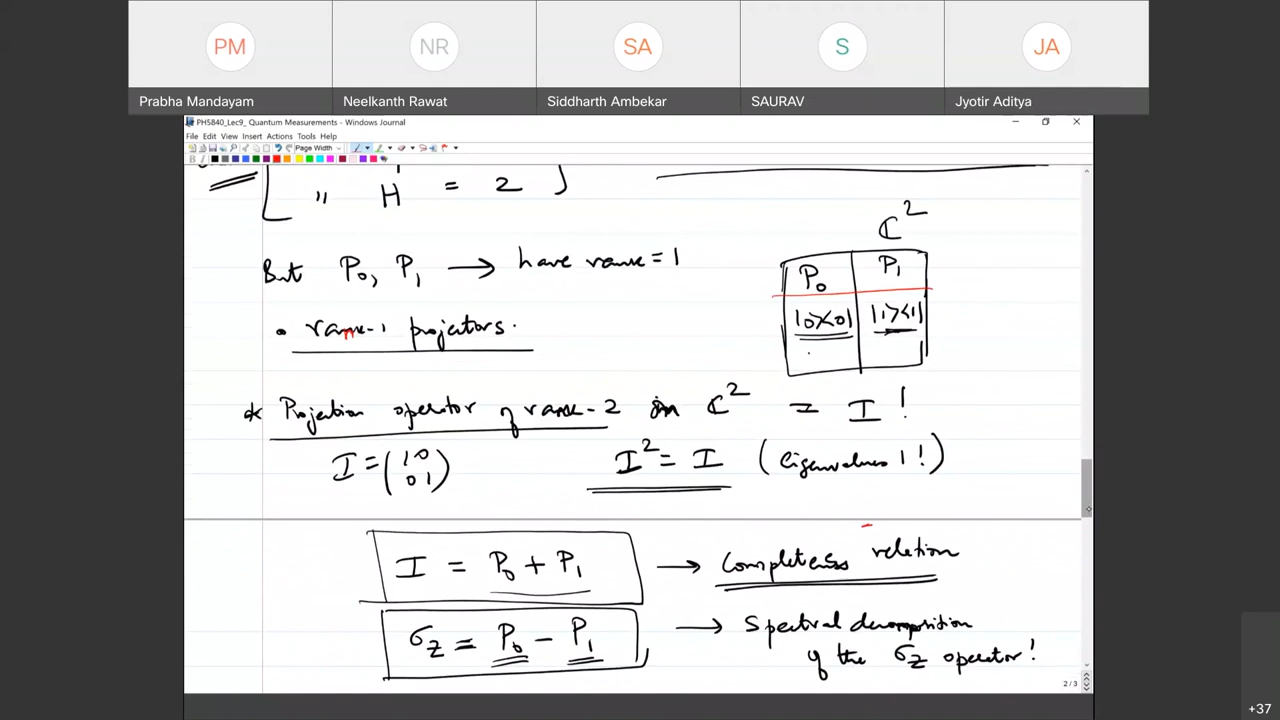 PM NR SA S JA
Prabha Mandayam Neelkanth Rawat Siddharth Ambekar SAURAV Jyotir Aditya
PH5840_Lec9_ Quantum Measurements - Windows Journal
File Edit View Insert Actions Tools Help
Page Width
B I
" H = 2
ℂ²
But P₀, P₁ → have rank = 1
P₀ P₁
|0><0| |1><1|
• rank-1 projectors.
* Projection operator of rank-2 in ℂ² = I !
I = (1 0
0 1)
I² = I (Eigenvalues 1!)
I = P₀ + P₁ → Completeness relation
σ_z = P₀ - P₁ → Spectral decomposition
of the σ_z operator!
2 / 3
+37